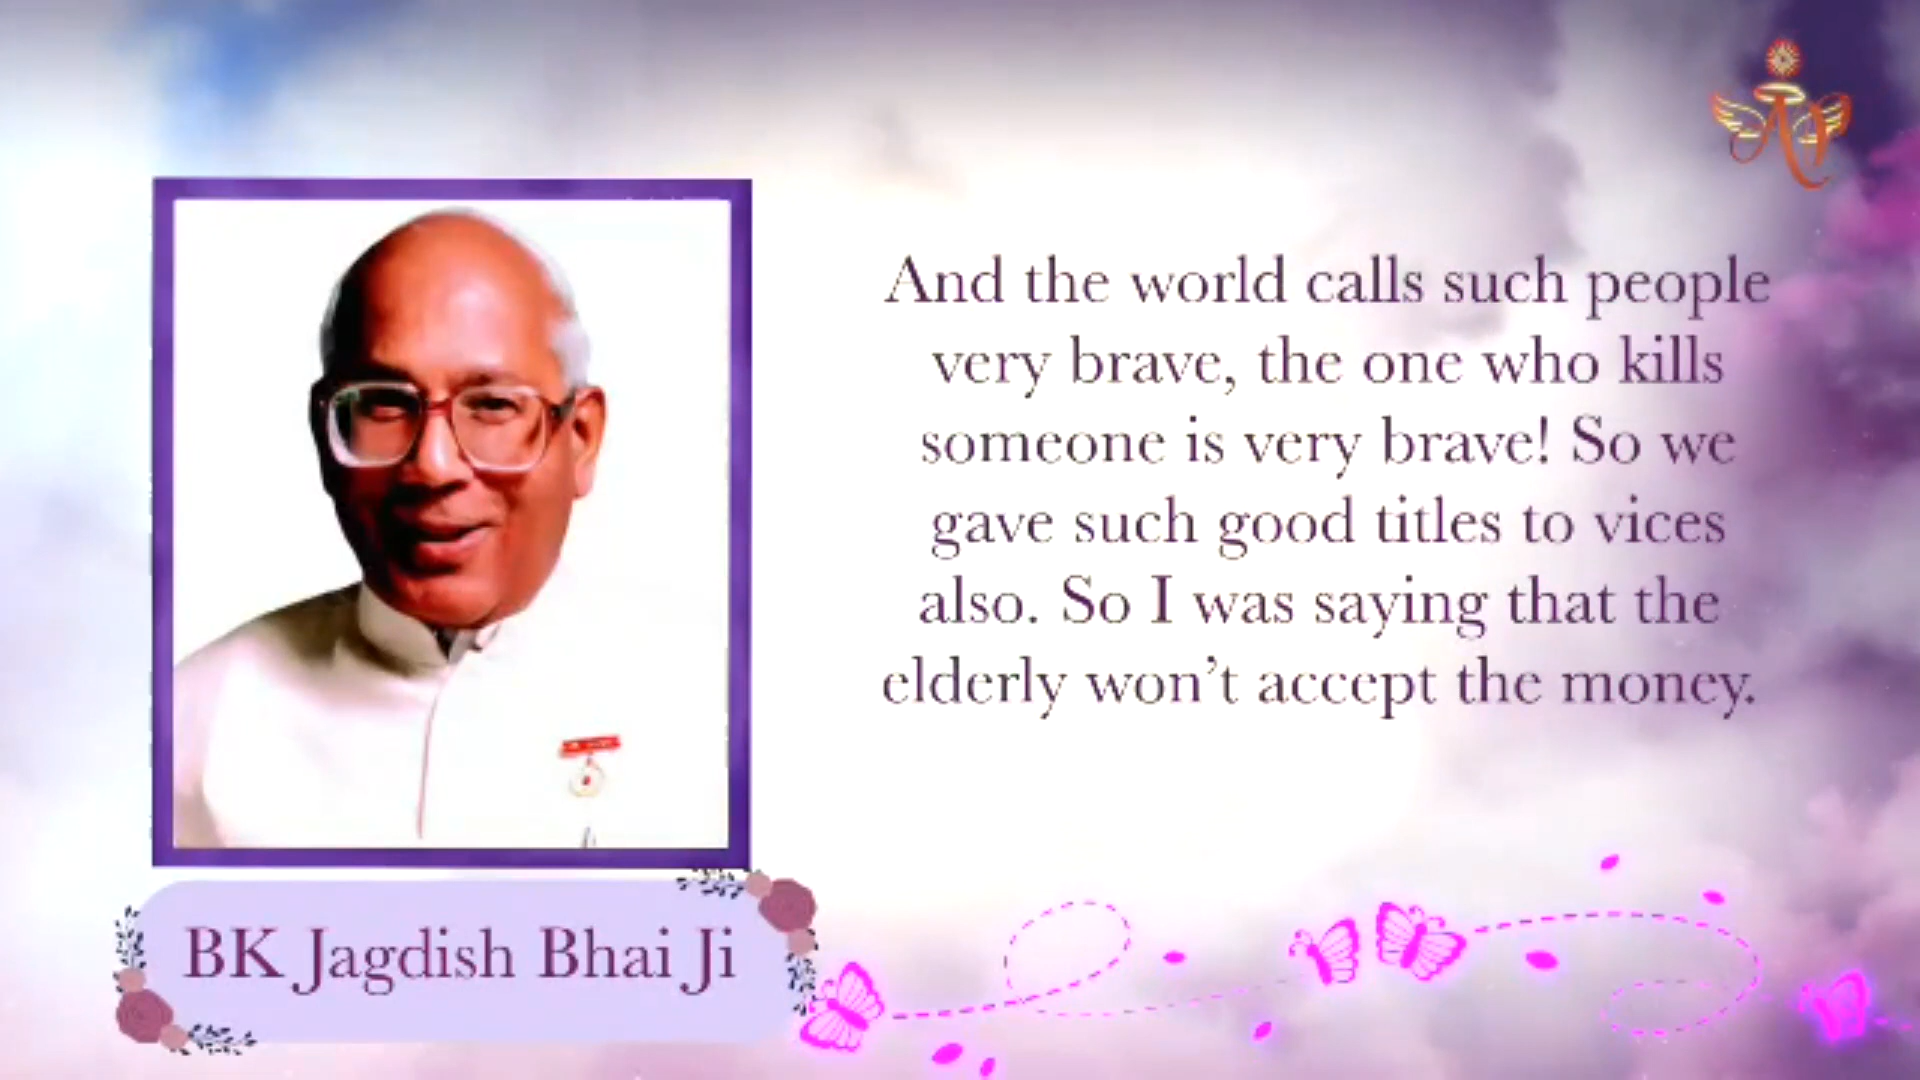 And the world calls such people
very brave, the one who kills
someone is very brave! So we
gave such good titles to vices
also. So I was saying that the
elderly won’t accept the money.
BK Jagdish Bhai Ji